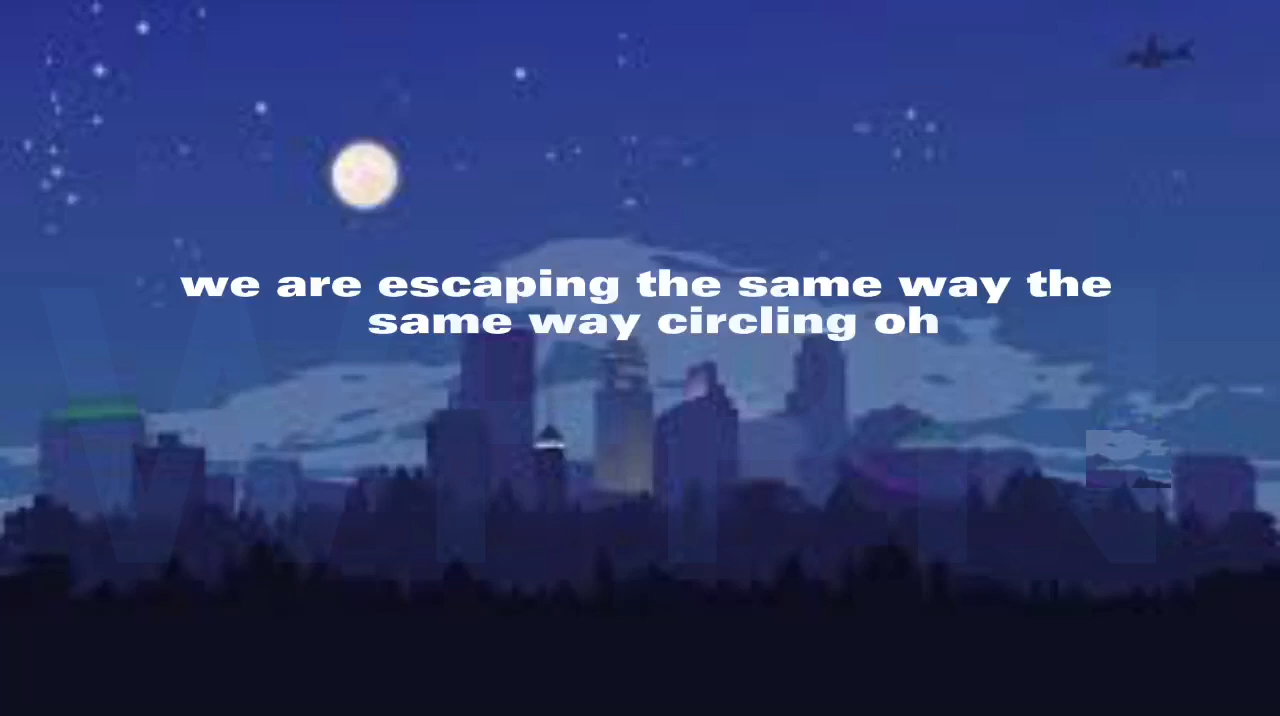 we are escaping the same way the
same way circling oh